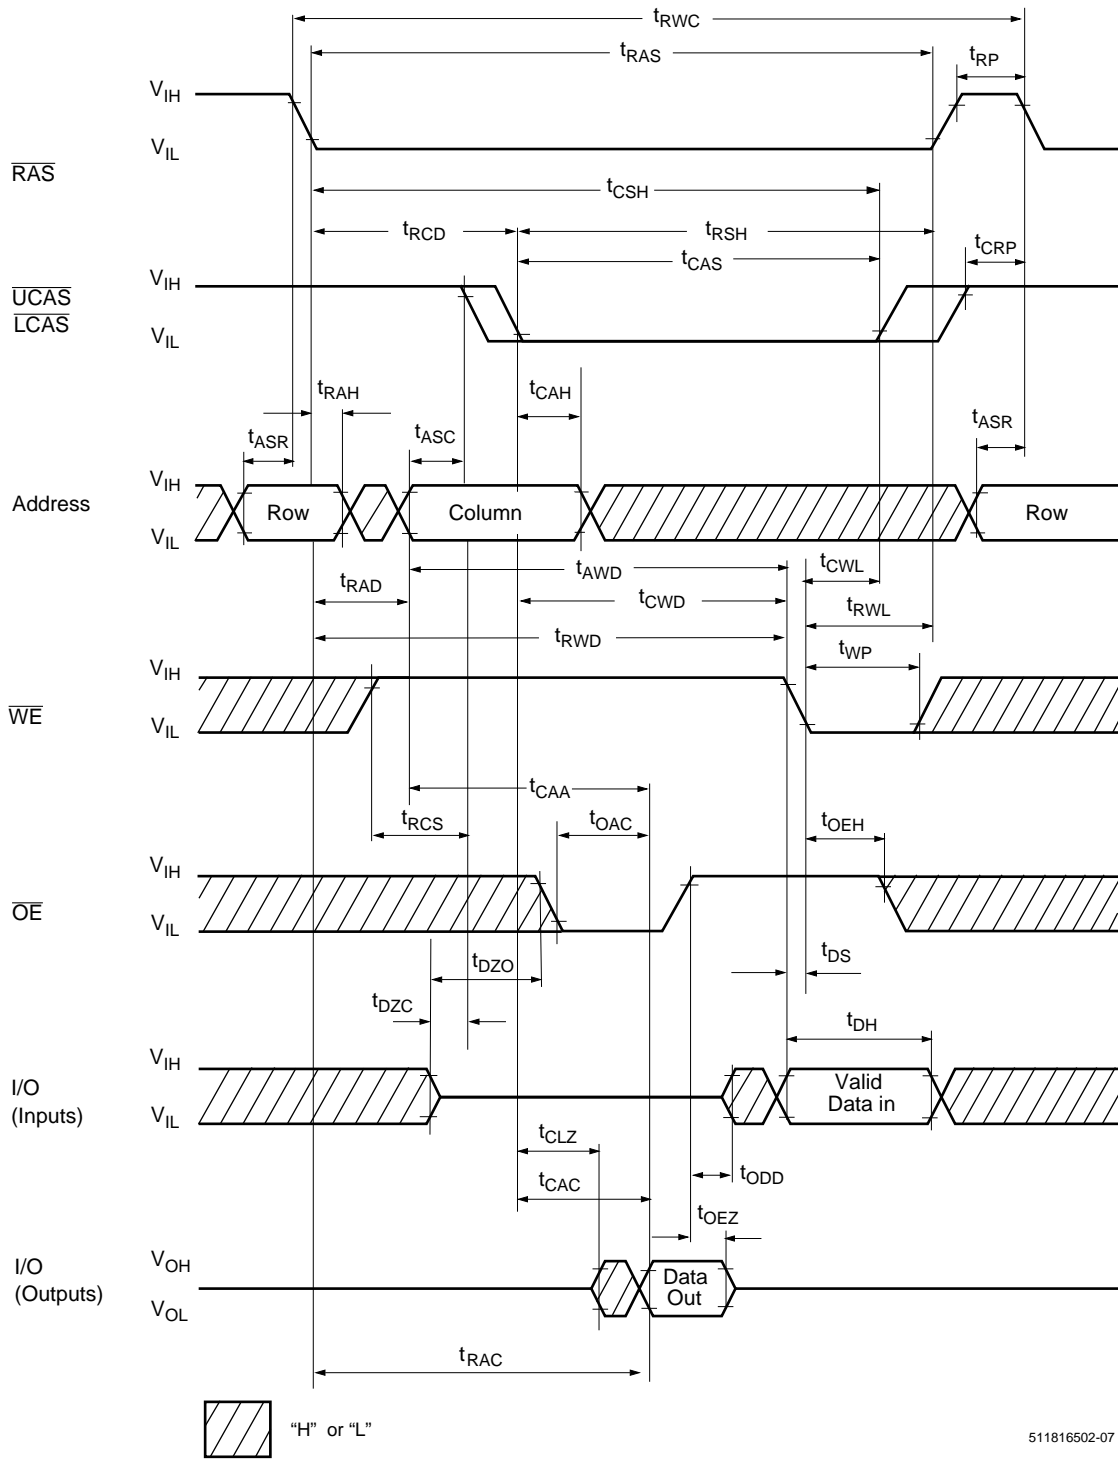 tRWC
tRAS
tRP
VIH
VIL
RAS
tCSH
tRCD
tRSH
tCAS
tCRP
VIH
UCAS
LCAS
VIL
tRAH
tCAH
tASR
tASC
tASR
VIH
Address
Row
Column
Row
VIL
tAWD
tCWL
tRAD
tCWD
tRWL
tRWD
tWP
VIH
WE
VIL
tCAA
tRCS
tOAC
tOEH
VIH
OE
VIL
tDZO
tDS
tDZC
tDH
VIH
I/O
(Inputs)
VIL
Valid
Data in
tCLZ
tODD
tCAC
tOEZ
I/O
(Outputs)
VOH
VOL
Data
Out
tRAC
“H” or “L”
511816502-07